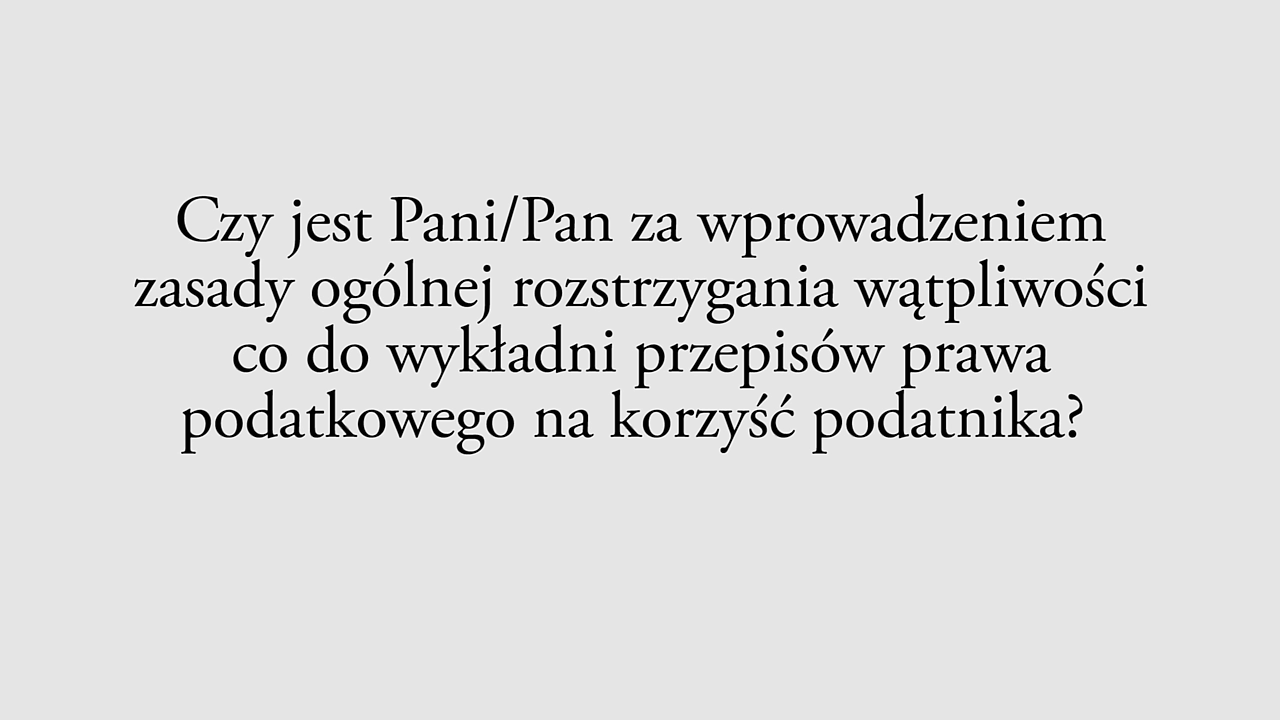 Czy jest Pani/Pan za wprowadzeniem
zasady ogólnej rozstrzygania wątpliwości
co do wykładni przepisów prawa
podatkowego na korzyść podatnika?